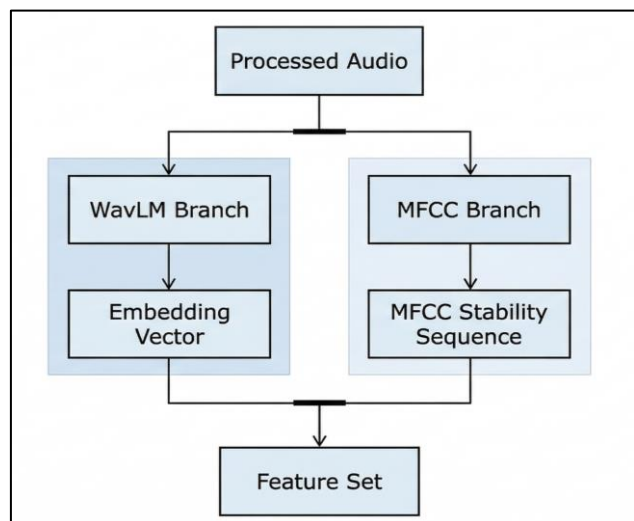 Processed Audio
WavLM Branch
MFCC Branch
Embedding
Vector
MFCC Stability
Sequence
Feature Set